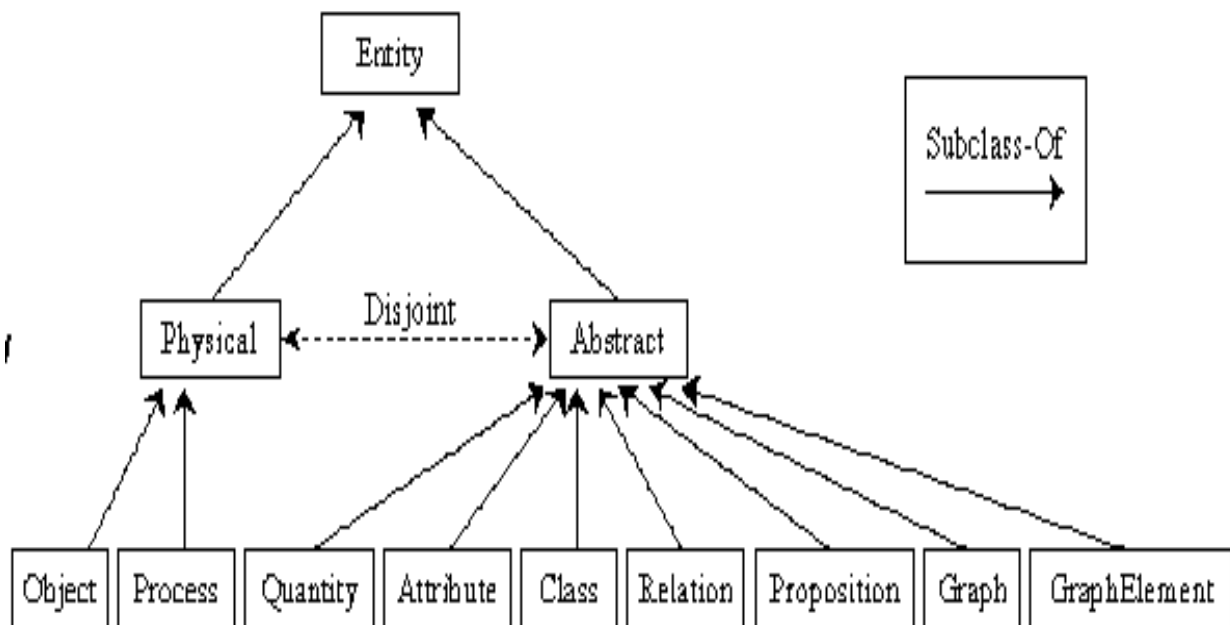 Entity
Subclass-Of
Disjoint
Physical
Abstract
Object
Process
Quantity
Attribute
Class
Relation
Proposition
Graph
GraphElement